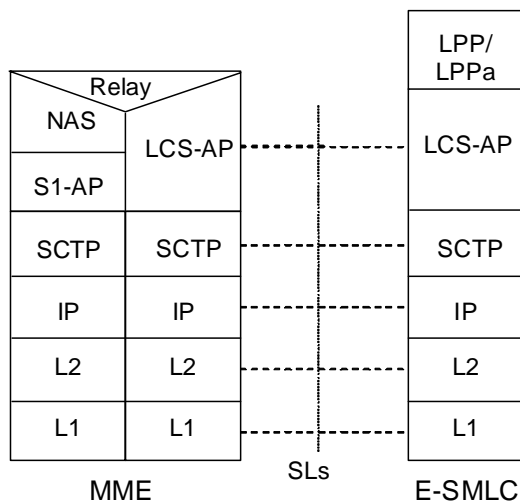 LPP/
LPPa
Relay
NAS
LCS-AP
LCS-AP
S1-AP
SCTP
SCTP
SCTP
IP
IP
IP
L2
L2
L2
L1
L1
L1
SLs
MME
E-SMLC